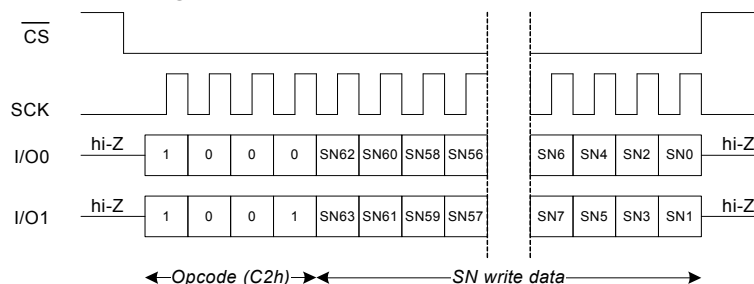 CS
SCK
hi-Z 1 0 0 0 SN62 SN60 SN58 SN56 SN6 SN4 SN2 SN0 hi-Z
I/O0
hi-Z 1 0 0 1 SN63 SN61 SN59 SN57 SN7 SN5 SN3 SN1 hi-Z
I/O1
Opcode (C2h) SN write data